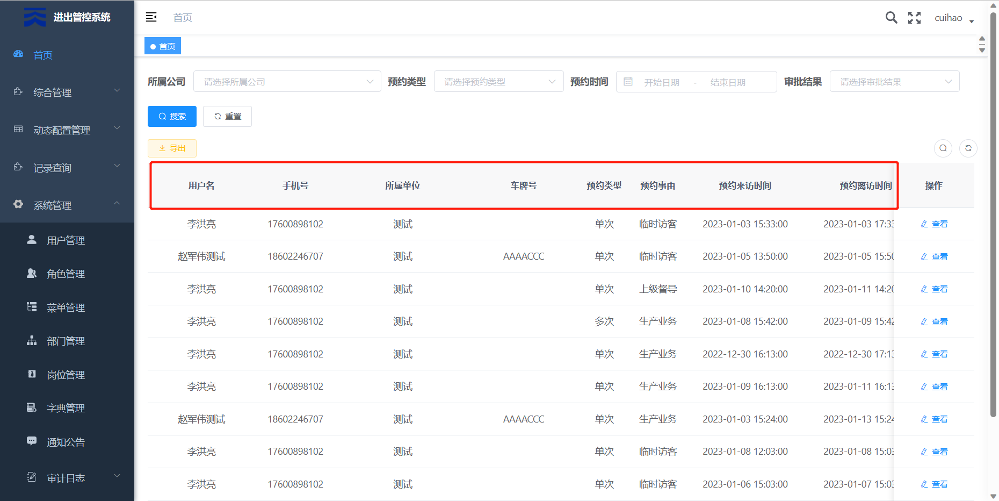 进出管控系统
首页
综合管理
动态配置管理
记录查询
系统管理
用户管理
角色管理
菜单管理
部门管理
岗位管理
字典管理
通知公告
审计日志
首页
cuihao
首页
所属公司 请选择所属公司 预约类型 请选择预约类型 预约时间 开始日期 - 结束日期 审批结果 请选择审批结果
搜索 重置
导出
用户名 手机号 所属单位 车牌号 预约类型 预约事由 预约来访时间 预约离访时间 操作
李洪亮 17600898102 测试 单次 临时访客 2023-01-03 15:33:00 2023-01-03 17:33 查看
赵军伟测试 18602246707 测试 AAAACCC 单次 临时访客 2023-01-05 13:50:00 2023-01-05 15:50 查看
李洪亮 17600898102 测试 单次 上级督导 2023-01-10 14:20:00 2023-01-11 14:20 查看
李洪亮 17600898102 测试 多次 生产业务 2023-01-08 15:42:00 2023-01-09 15:42 查看
李洪亮 17600898102 测试 单次 生产业务 2022-12-30 16:13:00 2022-12-30 17:13 查看
李洪亮 17600898102 测试 单次 生产业务 2023-01-09 16:13:00 2023-01-11 16:13 查看
赵军伟测试 18602246707 测试 AAAACCC 单次 生产业务 2023-01-03 15:24:00 2023-01-13 15:24 查看
李洪亮 17600898102 测试 单次 临时访客 2023-01-08 12:03:00 2023-01-08 15:03 查看
李洪亮 17600898102 测试 单次 临时访客 2023-01-06 15:03:00 2023-01-07 15:03 查看